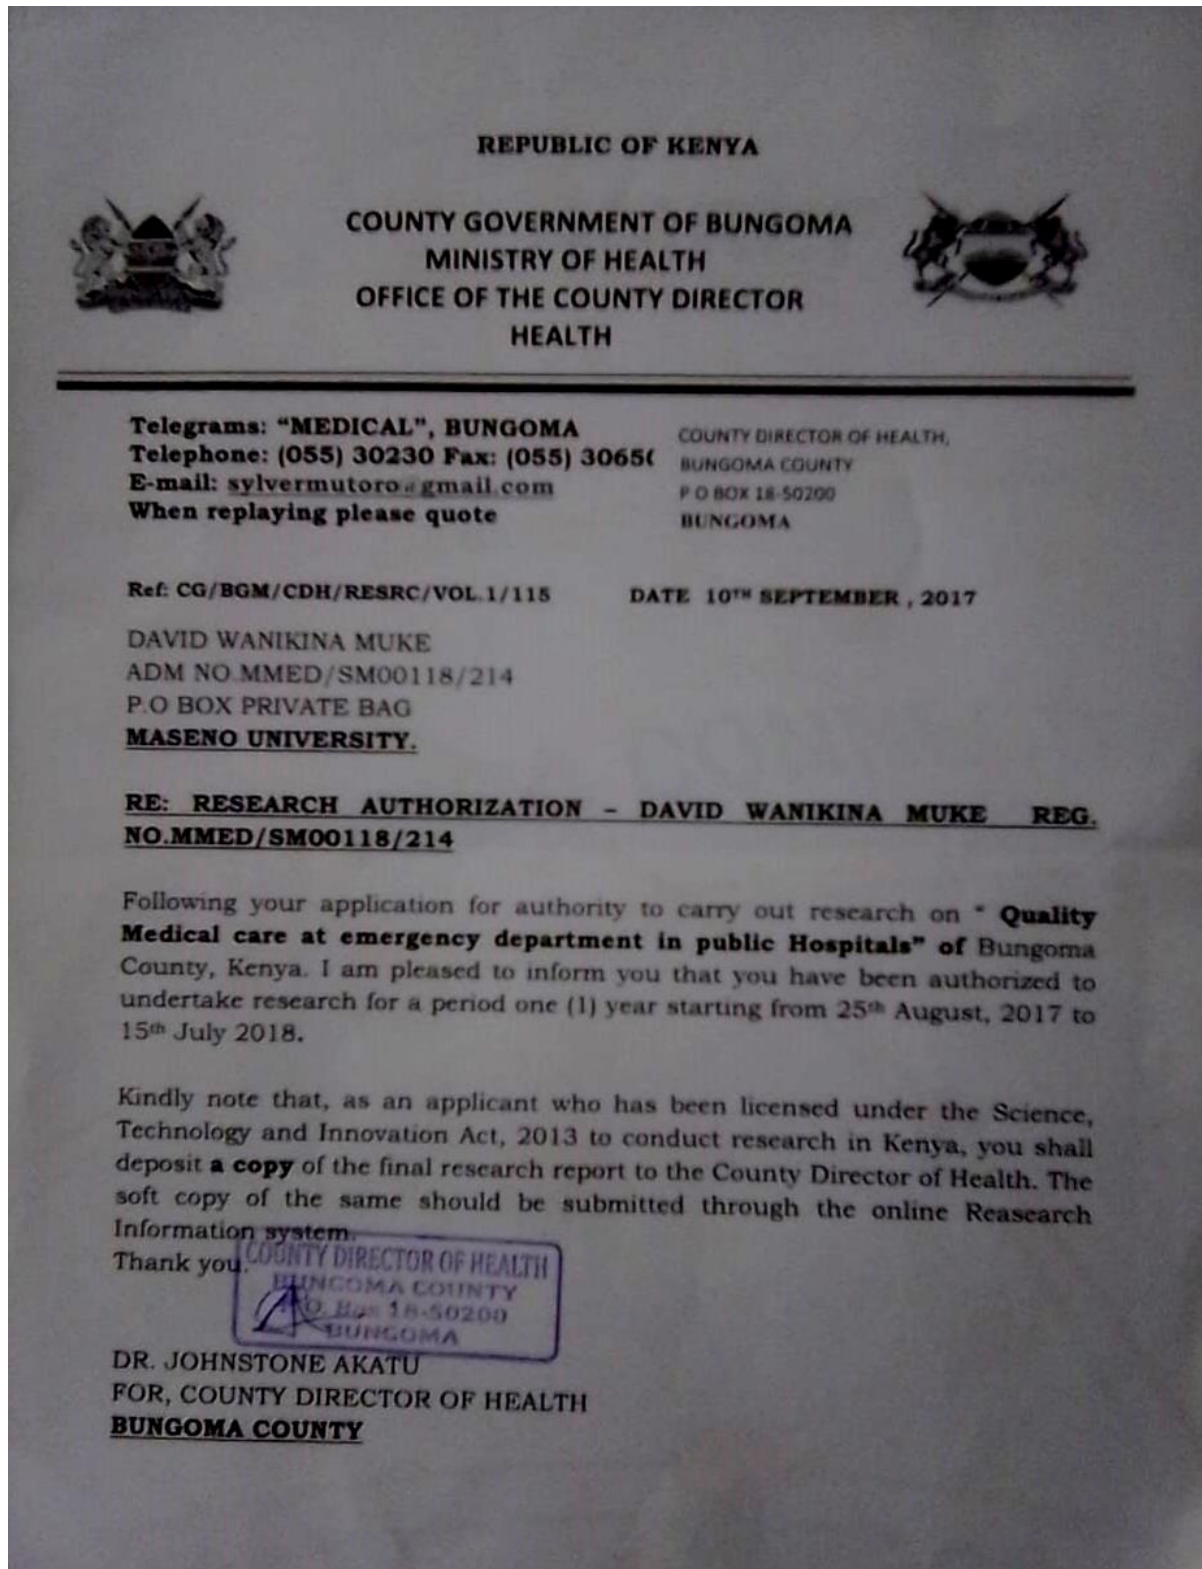 REPUBLIC OF KENYA
COUNTY GOVERNMENT OF BUNGOMA
MINISTRY OF HEALTH
OFFICE OF THE COUNTY DIRECTOR
HEALTH
Telegrams: “MEDICAL”, BUNGOMA
Telephone: (055) 30230 Fax: (055) 3065(
E-mail: sylvermutoro@gmail.com
When replaying please quote
COUNTY DIRECTOR OF HEALTH,
BUNGOMA COUNTY
P O BOX 18-50200
BUNGOMA
Ref: CG/BGM/CDH/RESRC/VOL.1/115 DATE 10TH SEPTEMBER , 2017
DAVID WANIKINA MUKE
ADM NO.MMED/SM00118/214
P.O BOX PRIVATE BAG
MASENO UNIVERSITY.
RE: RESEARCH AUTHORIZATION – DAVID WANIKINA MUKE REG.
NO.MMED/SM00118/214
Following your application for authority to carry out research on “ Quality
Medical care at emergency department in public Hospitals” of Bungoma
County, Kenya. I am pleased to inform you that you have been authorized to
undertake research for a period one (1) year starting from 25th August, 2017 to
15th July 2018.
Kindly note that, as an applicant who has been licensed under the Science,
Technology and Innovation Act, 2013 to conduct research in Kenya, you shall
deposit a copy of the final research report to the County Director of Health. The
soft copy of the same should be submitted through the online Reasearch
Information system.
Thank you.
COUNTY DIRECTOR OF HEALTH
BUNGOMA COUNTY
P.O. Box 18-50200
BUNGOMA
DR. JOHNSTONE AKATU
FOR, COUNTY DIRECTOR OF HEALTH
BUNGOMA COUNTY